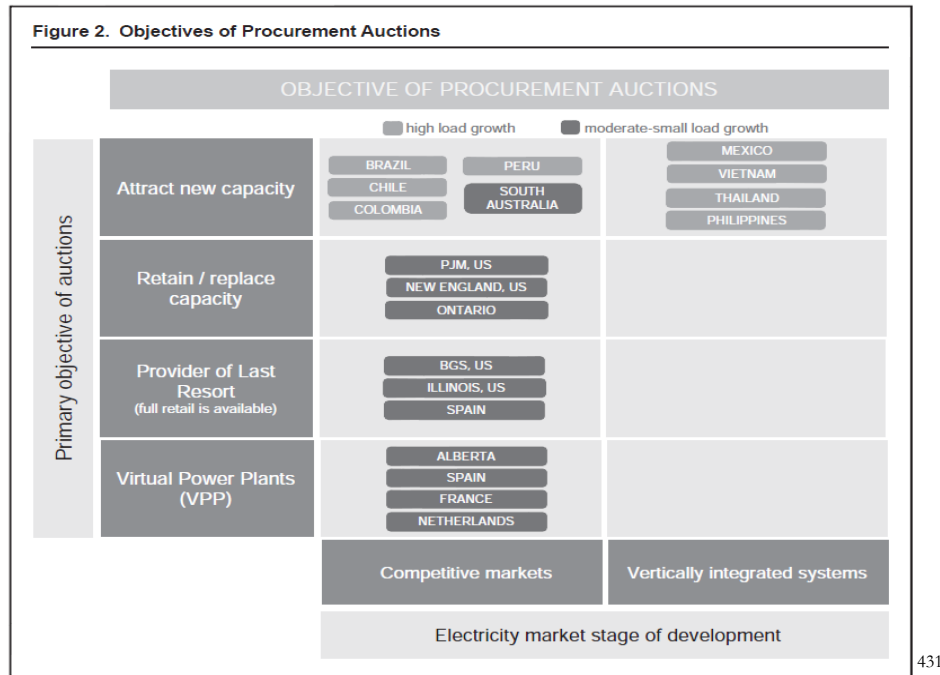 Figure 2. Objectives of Procurement Auctions
OBJECTIVE OF PROCUREMENT AUCTIONS
high load growth
moderate-small load growth
Primary objective of auctions
Attract new capacity
BRAZIL
CHILE
COLOMBIA
PERU
SOUTH
AUSTRALIA
MEXICO
VIETNAM
THAILAND
PHILIPPINES
Retain / replace
capacity
PJM, US
NEW ENGLAND, US
ONTARIO
Provider of Last
Resort
(full retail is available)
BGS, US
ILLINOIS, US
SPAIN
Virtual Power Plants
(VPP)
ALBERTA
SPAIN
FRANCE
NETHERLANDS
Competitive markets
Vertically integrated systems
Electricity market stage of development
431